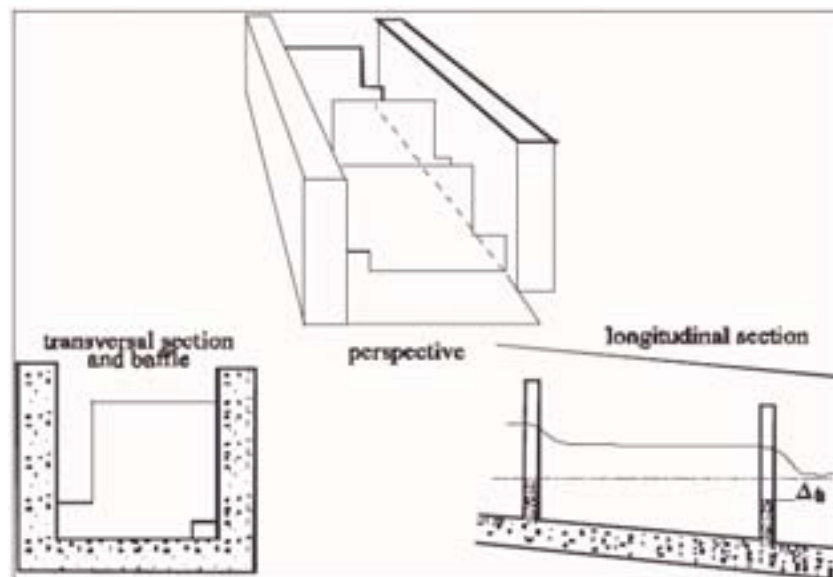 transversal section
and baffle
perspective
longitudinal section
Δh